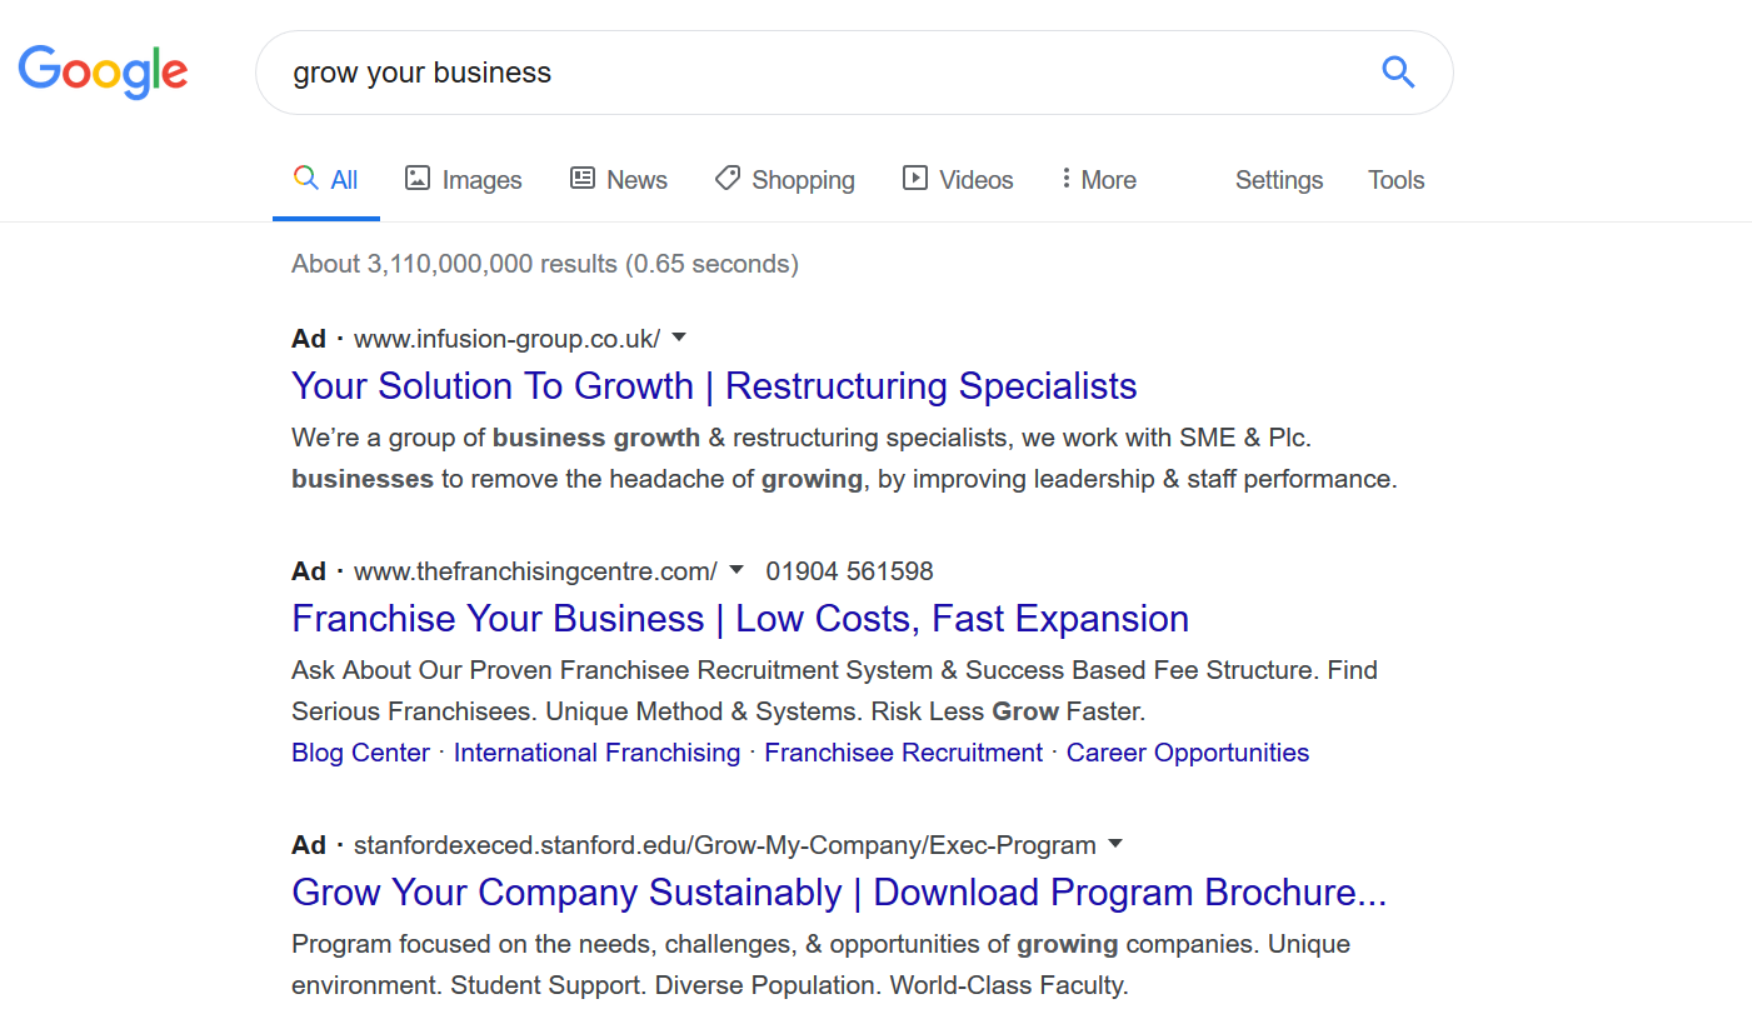 Google
grow your business
All Images News Shopping Videos More Settings Tools
About 3,110,000,000 results (0.65 seconds)
Ad · www.infusion-group.co.uk/
Your Solution To Growth | Restructuring Specialists
We’re a group of business growth & restructuring specialists, we work with SME & Plc.
businesses to remove the headache of growing, by improving leadership & staff performance.
Ad · www.thefranchisingcentre.com/ 01904 561598
Franchise Your Business | Low Costs, Fast Expansion
Ask About Our Proven Franchisee Recruitment System & Success Based Fee Structure. Find
Serious Franchisees. Unique Method & Systems. Risk Less Grow Faster.
Blog Center · International Franchising · Franchisee Recruitment · Career Opportunities
Ad · stanfordexeced.stanford.edu/Grow-My-Company/Exec-Program
Grow Your Company Sustainably | Download Program Brochure...
Program focused on the needs, challenges, & opportunities of growing companies. Unique
environment. Student Support. Diverse Population. World-Class Faculty.